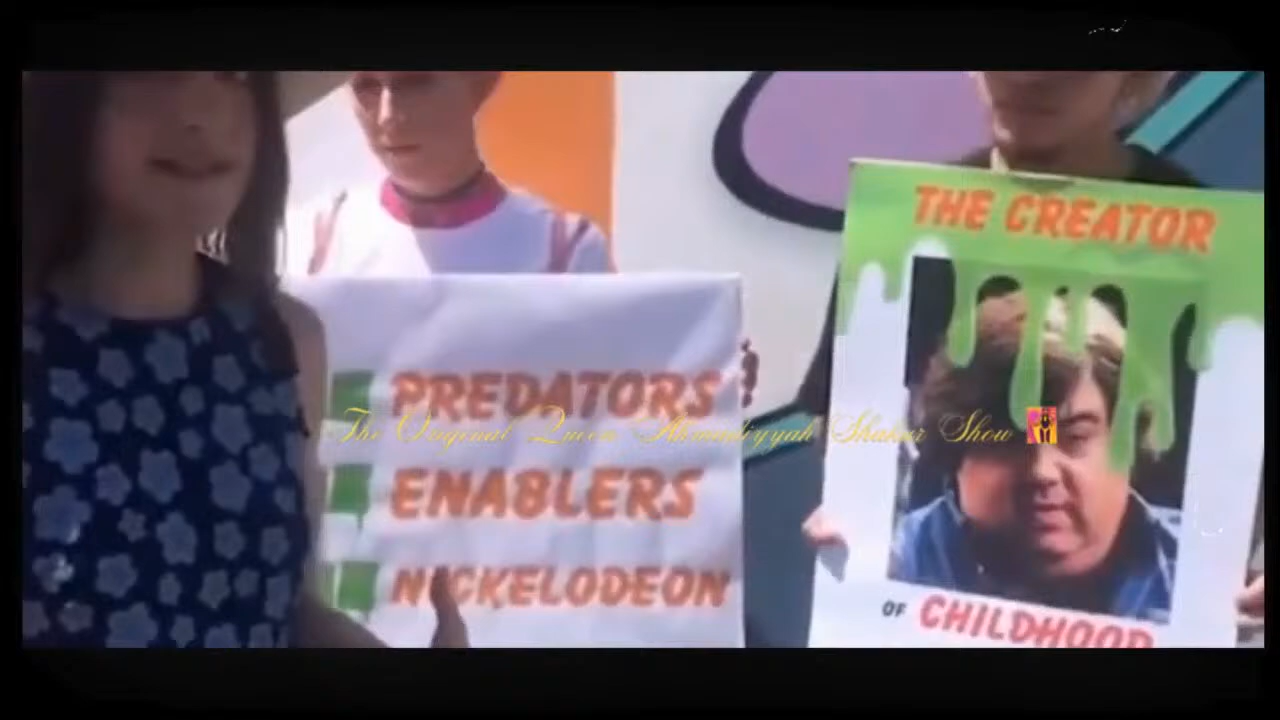 PREDATORS
ENABLERS
NICKELODEON
THE CREATOR
OF CHILDHOOD
The Original Queen Ahmadiyyah Shakur Show